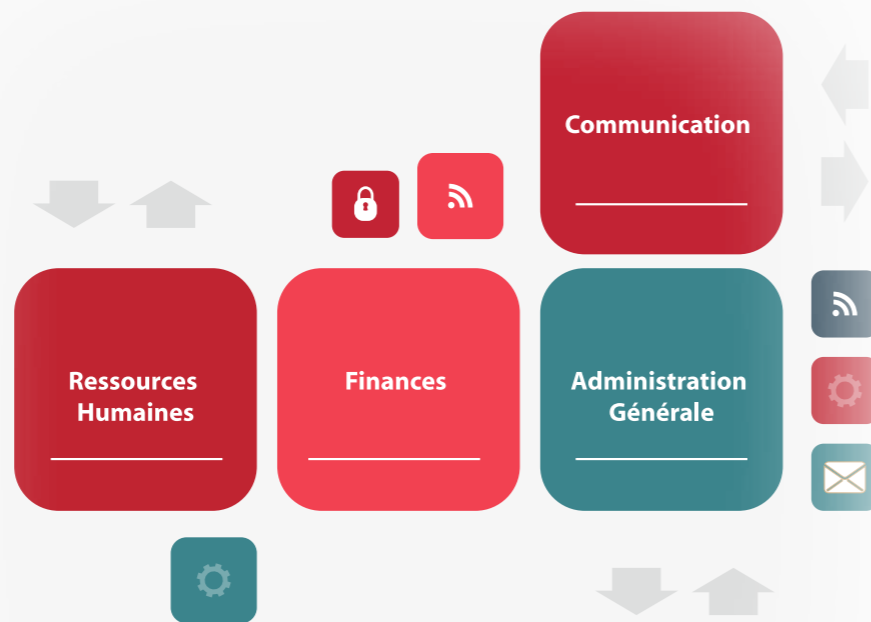 Communication
Ressources
Humaines
Finances
Administration
Générale